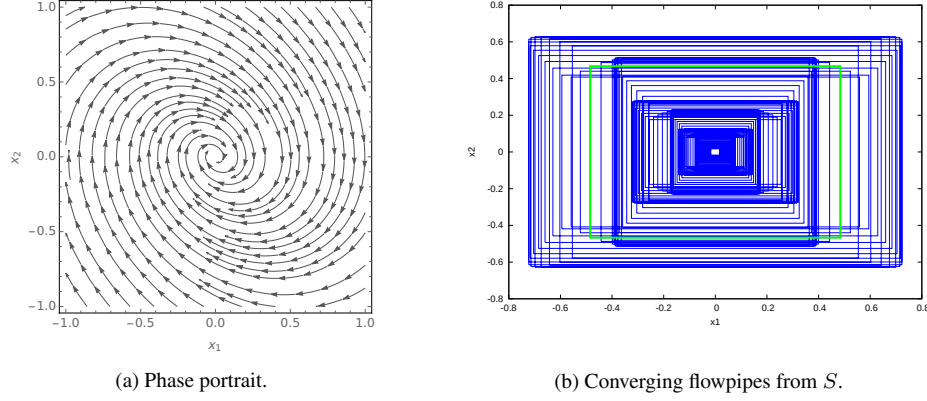 1.0
0.5
0.0
−0.5
−1.0
x2
−1.0 −0.5 0.0 0.5 1.0
x1
(a) Phase portrait.
0.8
0.6
0.4
0.2
0
-0.2
-0.4
-0.6
-0.8
x2
-0.8 -0.6 -0.4 -0.2 0 0.2 0.4 0.6 0.8
x1
(b) Converging flowpipes from S.